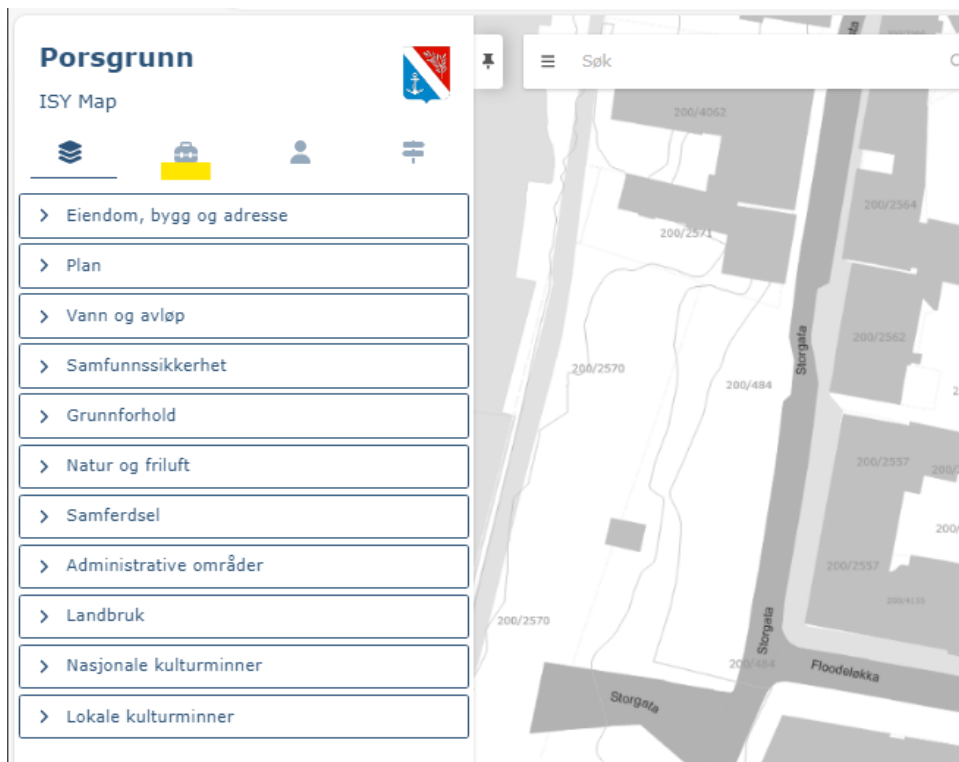 Porsgrunn
ISY Map
Søk
Eiendom, bygg og adresse
Plan
Vann og avløp
Samfunnssikkerhet
Grunnforhold
Natur og friluft
Samferdsel
Administrative områder
Landbruk
Nasjonale kulturminner
Lokale kulturminner
200/4062
200/2564
200/2571
Storgata
200/2562
200/2570
200/484
200/2557
200/2557
200/4135
200/2570
Storgata
200/484
Floodeløkka
Storgata